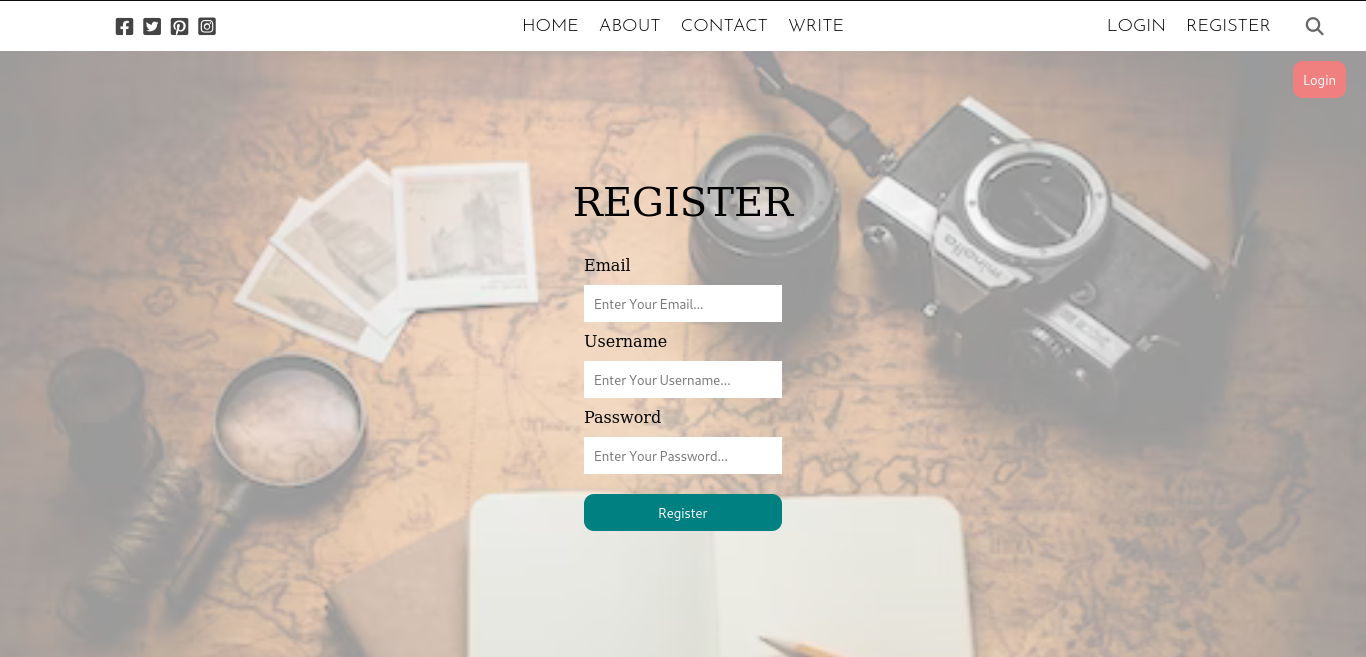 HOME ABOUT CONTACT WRITE LOGIN REGISTER
Login
REGISTER
Email
Enter Your Email...
Username
Enter Your Username...
Password
Enter Your Password...
Register
minolta